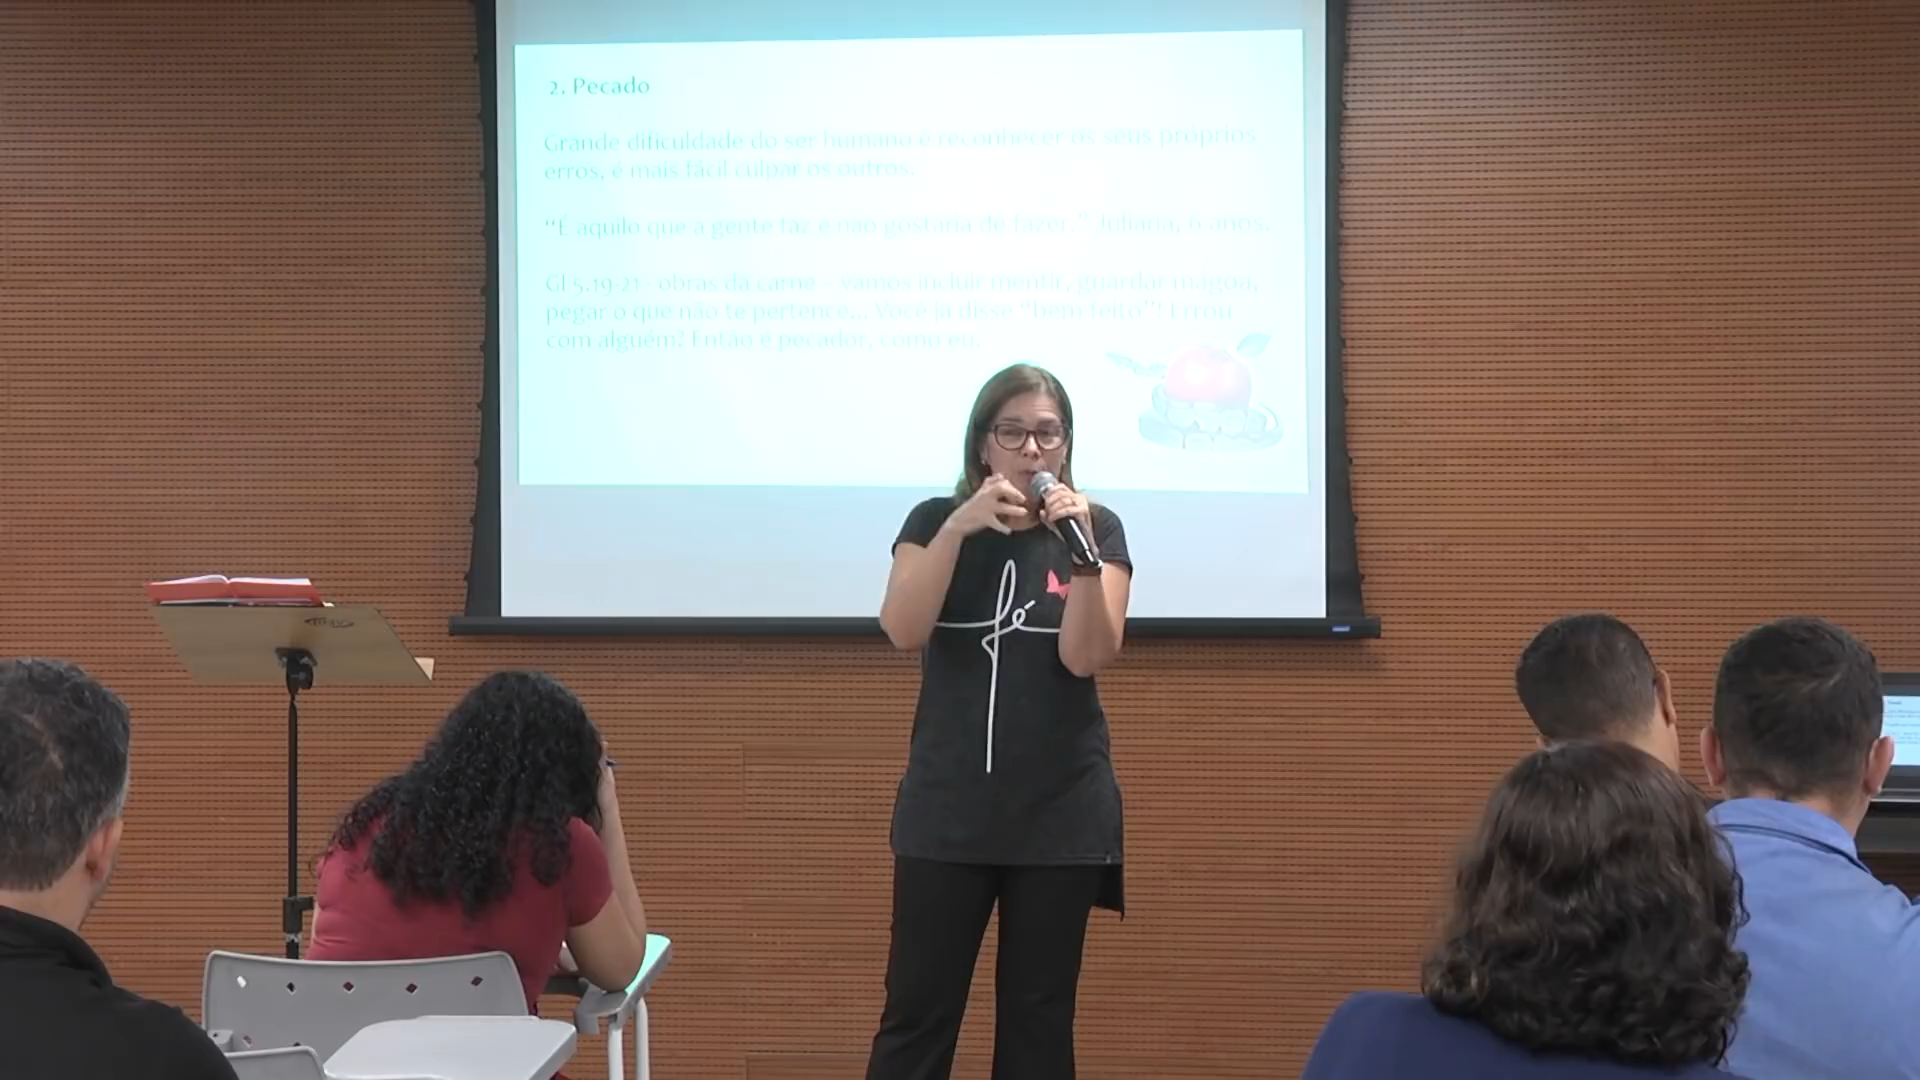 2. Pecado
Grande dificuldade do ser humano é reconhecer os seus próprios
erros, é mais fácil culpar os outros.
“É aquilo que a gente faz e não gostaria de fazer.” Juliana, 6 anos.
Gl 5.19-21 - obras da carne – vamos incluir mentir, guardar mágoa,
pegar o que não te pertence... Você já disse “bem feito”! Errou
com alguém? Então é pecador, como eu.
fé